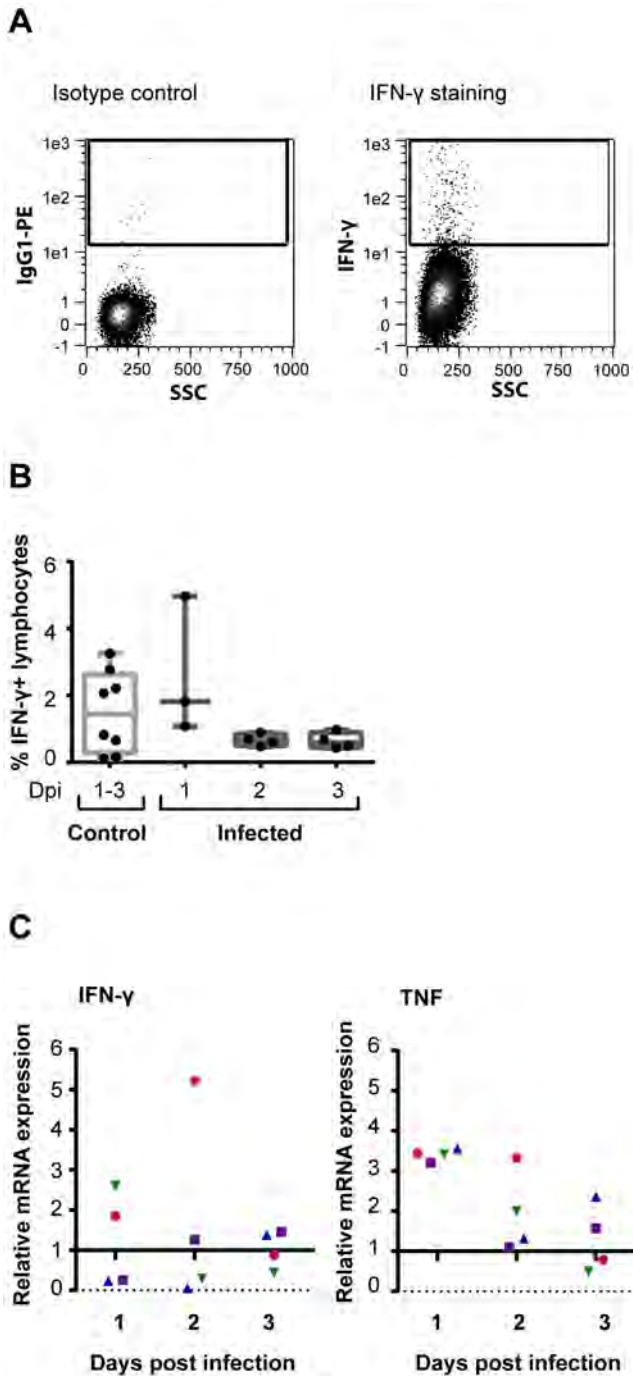 A
Isotype control
IFN-γ staining
1e3
1e2
1e1
1
0
-1
IgG1-PE
0 250 500 750 1000
SSC
1e3
1e2
1e1
1
0
-1
IFN-γ
0 250 500 750 1000
SSC
B
% IFN-γ+ lymphocytes
6
4
2
0
Dpi 1-3 1 2 3
Control Infected
C
IFN-γ
Relative mRNA expression
6
5
4
3
2
1
0
1 2 3
Days post infection
TNF
Relative mRNA expression
6
5
4
3
2
1
0
1 2 3
Days post infection